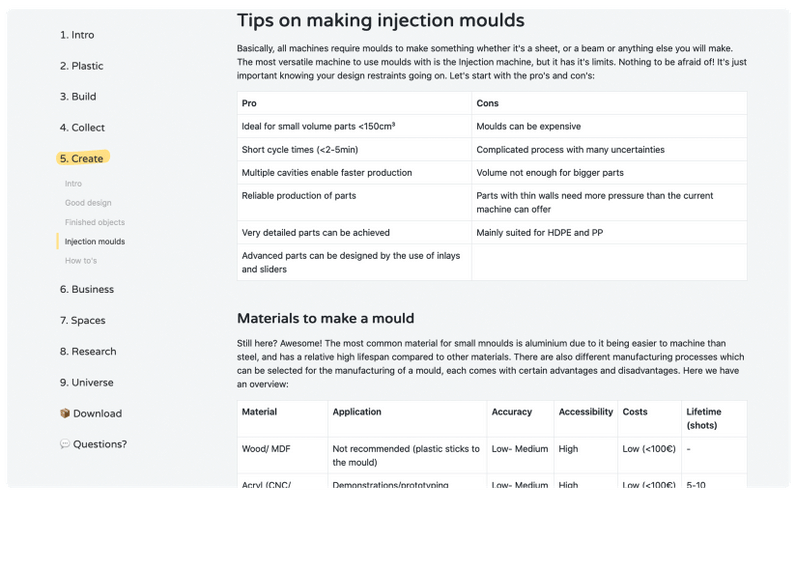 Tips on making injection moulds
1. Intro
2. Plastic
3. Build
4. Collect
5. Create
Intro
Good design
Finished objects
Injection moulds
How to's
6. Business
7. Spaces
8. Research
9. Universe
📦 Download
💬 Questions?
Basically, all machines require moulds to make something whether it's a sheet, or a beam or anything else you will make.
The most versatile machine to use moulds with is the Injection machine, but it has it's limits. Nothing to be afraid of! It's just
important knowing your design restraints going on. Let's start with the pro's and con's:
Pro Cons
Ideal for small volume parts <150cm³ Moulds can be expensive
Short cycle times (<2-5min) Complicated process with many uncertainties
Multiple cavities enable faster production Volume not enough for bigger parts
Reliable production of parts Parts with thin walls need more pressure than the current
machine can offer
Very detailed parts can be achieved Mainly suited for HDPE and PP
Advanced parts can be designed by the use of inlays
and sliders
Materials to make a mould
Still here? Awesome! The most common material for small mnoulds is aluminium due to it being easier to machine than
steel, and has a relative high lifespan compared to other materials. There are also different manufacturing processes which
can be selected for the manufacturing of a mould, each comes with certain advantages and disadvantages. Here we have
an overview:
Material Application Accuracy Accessibility Costs Lifetime
(shots)
Wood/ MDF Not recommended (plastic sticks to Low- Medium High Low (<100€) -
the mould)
Acryl (CNC/ Demonstrations/prototyping Low- Medium High Low (<100€) 5-10